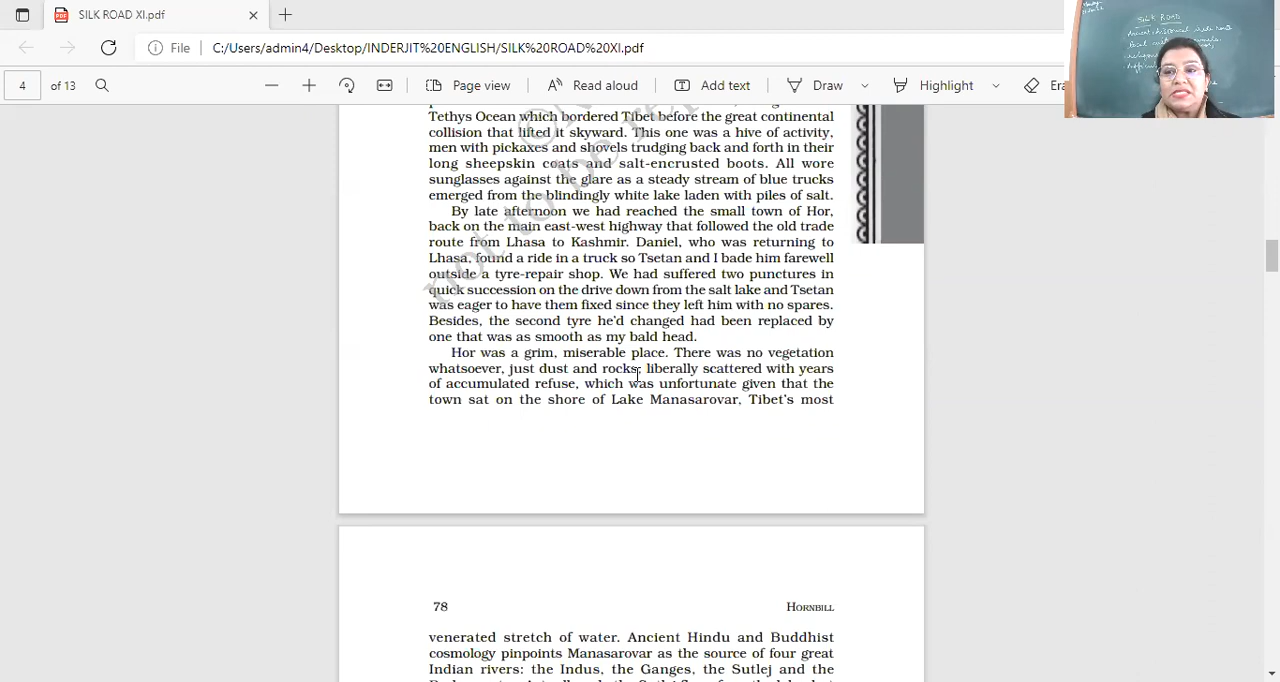 SILK ROAD XI.pdf
File
C:/Users/admin4/Desktop/INDERJIT%20ENGLISH/SILK%20ROAD%20XI.pdf
4 of 13
Page view
Read aloud
Add text
Draw
Highlight
SILK ROAD
Tethys Ocean which bordered Tibet before the great continental
collision that lifted it skyward. This one was a hive of activity,
men with pickaxes and shovels trudging back and forth in their
long sheepskin coats and salt-encrusted boots. All wore
sunglasses against the glare as a steady stream of blue trucks
emerged from the blindingly white lake laden with piles of salt.
By late afternoon we had reached the small town of Hor,
back on the main east-west highway that followed the old trade
route from Lhasa to Kashmir. Daniel, who was returning to
Lhasa, found a ride in a truck so Tsetan and I bade him farewell
outside a tyre-repair shop. We had suffered two punctures in
quick succession on the drive down from the salt lake and Tsetan
was eager to have them fixed since they left him with no spares.
Besides, the second tyre he'd changed had been replaced by
one that was as smooth as my bald head.
Hor was a grim, miserable place. There was no vegetation
whatsoever, just dust and rocks, liberally scattered with years
of accumulated refuse, which was unfortunate given that the
town sat on the shore of Lake Manasarovar, Tibet's most
not to be rep
78
HORNBILL
venerated stretch of water. Ancient Hindu and Buddhist
cosmology pinpoints Manasarovar as the source of four great
Indian rivers: the Indus, the Ganges, the Sutlej and the